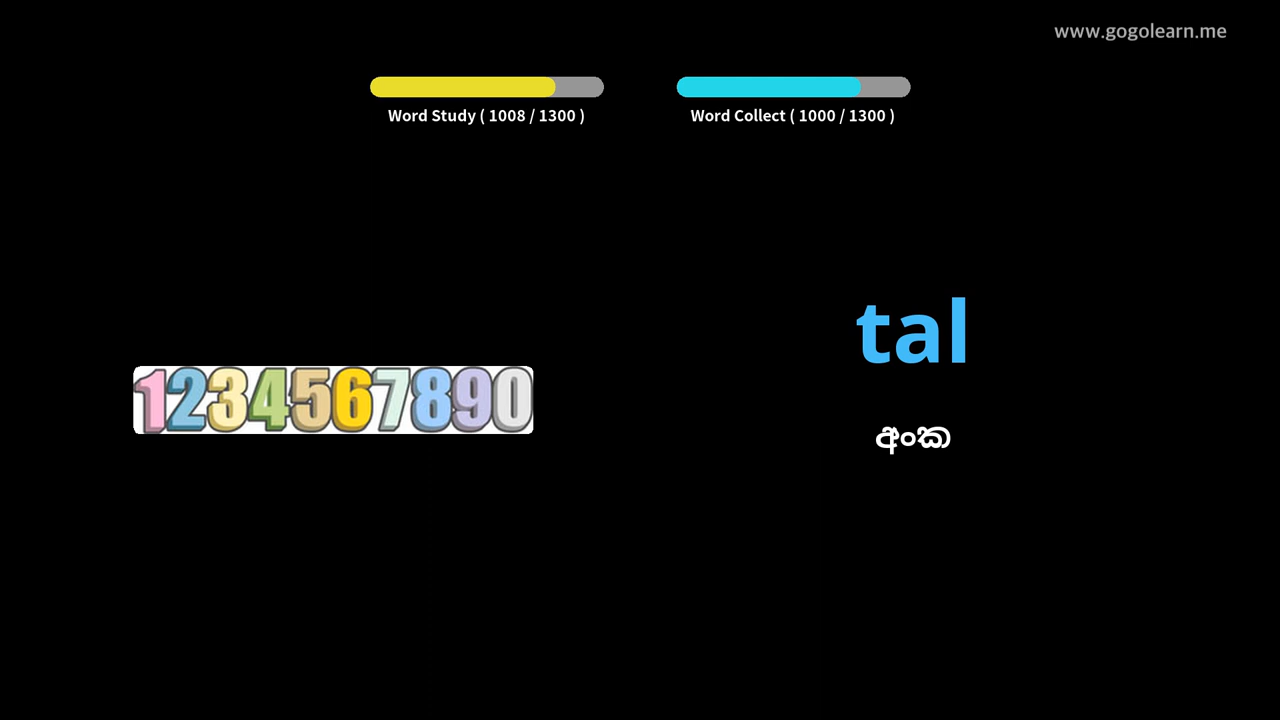 www.gogolearn.me
Word Study ( 1008 / 1300 )
Word Collect ( 1000 / 1300 )
tal
1234567890
අංක